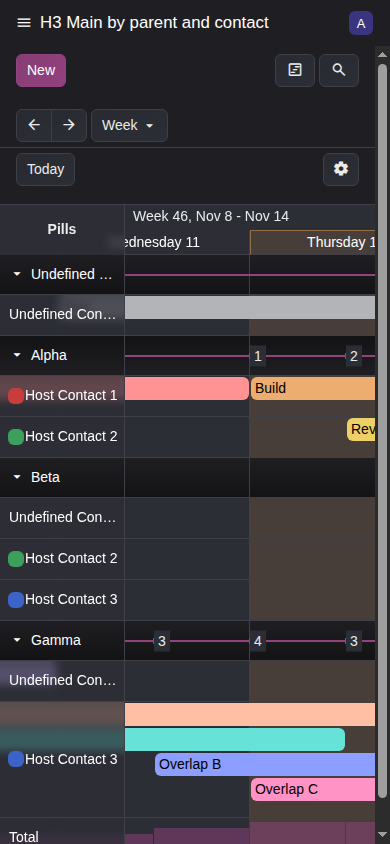 H3 Main by parent and contact
A
New
Week
Today
Pills
Week 46, Nov 8 - Nov 14
ednesday 11
Thursday 1
Undefined ...
Undefined Con...
Alpha
1
2
Host Contact 1
Build
Host Contact 2
Rev
Beta
Undefined Con...
Host Contact 2
Host Contact 3
Gamma
3
4
3
Undefined Con...
Host Contact 3
Overlap B
Overlap C
Total